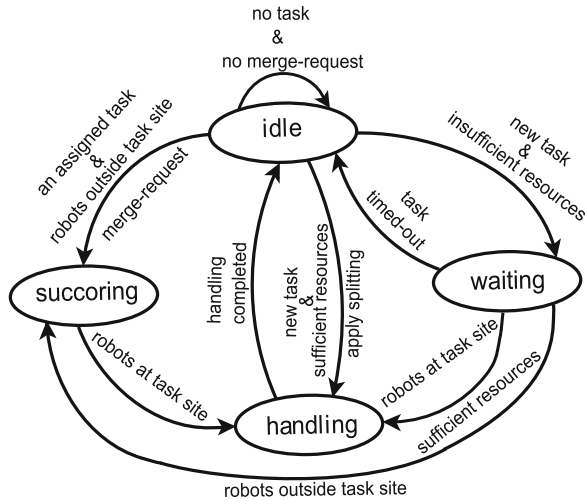 no task
&
no merge-request
idle
an assigned task
&
robots outside task site
merge-request
new task
&
insufficient resources
task
timed-out
succoring
waiting
handling
completed
new task
&
sufficient resources
apply splitting
robots at task site
robots at task site
sufficient resources
handling
robots outside task site